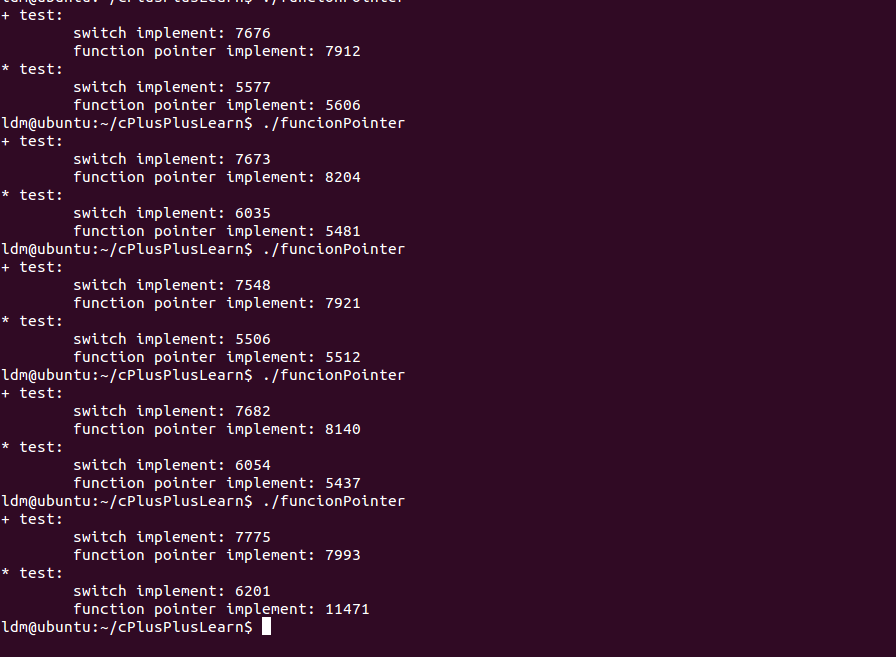 ldm@ubuntu:~/cPlusPlusLearn$ ./funcionPointer
+ test:
        switch implement: 7676
        function pointer implement: 7912
* test:
        switch implement: 5577
        function pointer implement: 5606
ldm@ubuntu:~/cPlusPlusLearn$ ./funcionPointer
+ test:
        switch implement: 7673
        function pointer implement: 8204
* test:
        switch implement: 6035
        function pointer implement: 5481
ldm@ubuntu:~/cPlusPlusLearn$ ./funcionPointer
+ test:
        switch implement: 7548
        function pointer implement: 7921
* test:
        switch implement: 5506
        function pointer implement: 5512
ldm@ubuntu:~/cPlusPlusLearn$ ./funcionPointer
+ test:
        switch implement: 7682
        function pointer implement: 8140
* test:
        switch implement: 6054
        function pointer implement: 5437
ldm@ubuntu:~/cPlusPlusLearn$ ./funcionPointer
+ test:
        switch implement: 7775
        function pointer implement: 7993
* test:
        switch implement: 6201
        function pointer implement: 11471
ldm@ubuntu:~/cPlusPlusLearn$